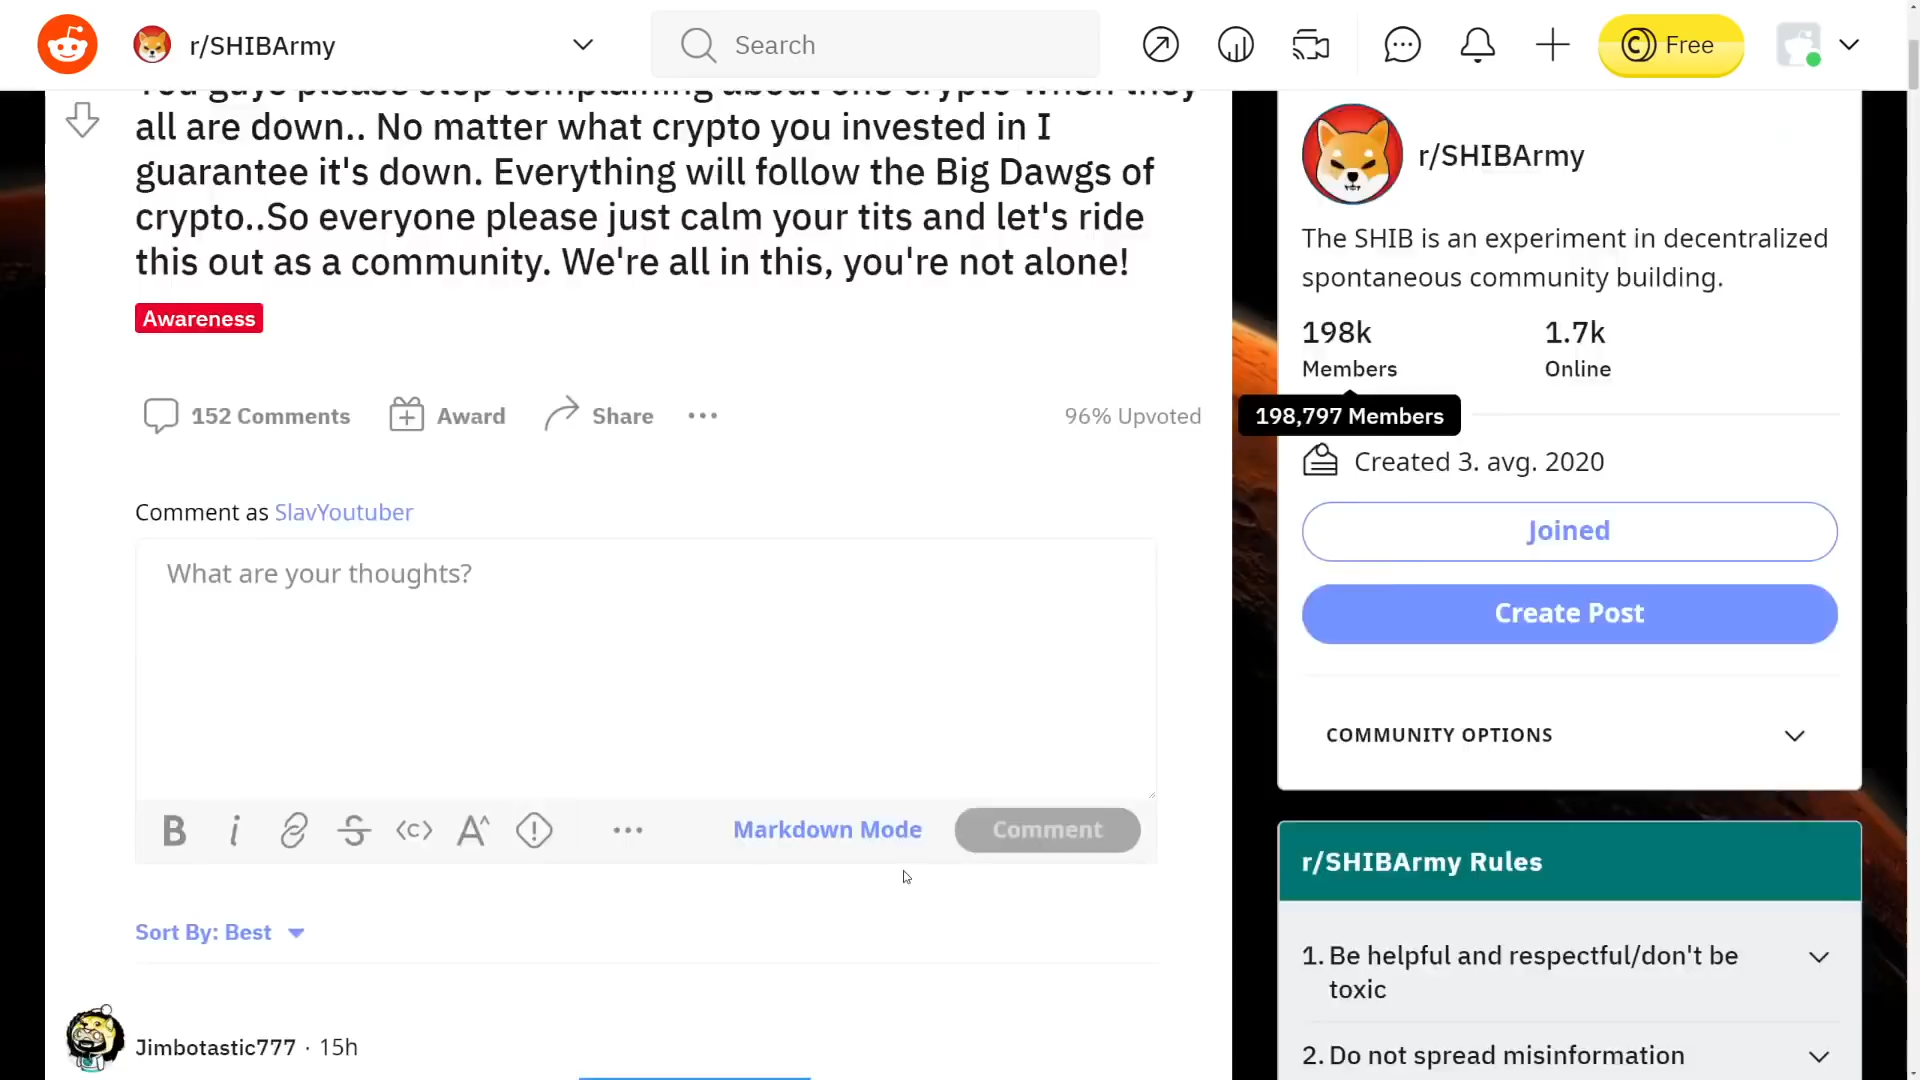 r/SHIBArmy
Search
Free
You guys please stop complaining about one crypto when they
all are down.. No matter what crypto you invested in I
guarantee it's down. Everything will follow the Big Dawgs of
crypto..So everyone please just calm your tits and let's ride
this out as a community. We're all in this, you're not alone!
Awareness
152 Comments
Award
Share
96% Upvoted
Comment as SlavYoutuber
What are your thoughts?
B i A^
Markdown Mode
Comment
Sort By: Best
Jimbotastic777 · 15h
r/SHIBArmy
The SHIB is an experiment in decentralized
spontaneous community building.
198k
Members
1.7k
Online
198,797 Members
Created 3. avg. 2020
Joined
Create Post
COMMUNITY OPTIONS
r/SHIBArmy Rules
1. Be helpful and respectful/don't be
toxic
2. Do not spread misinformation